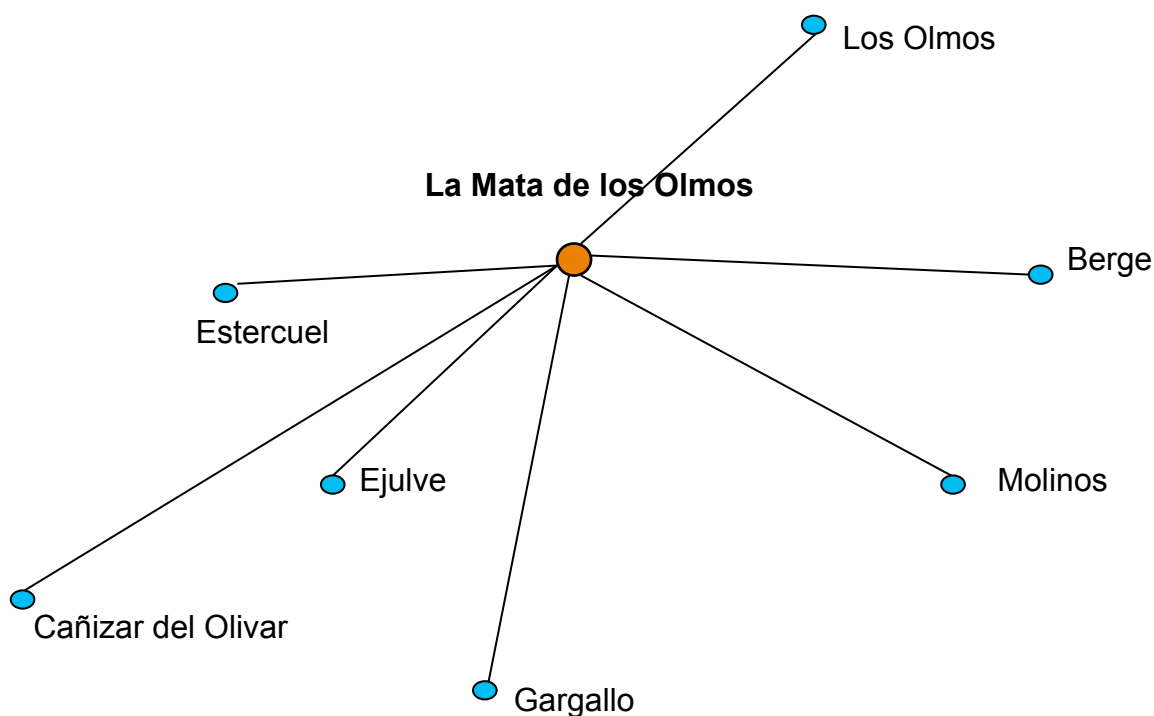 Los Olmos
La Mata de los Olmos
Berge
Estercuel
Ejulve
Molinos
Cañizar del Olivar
Gargallo